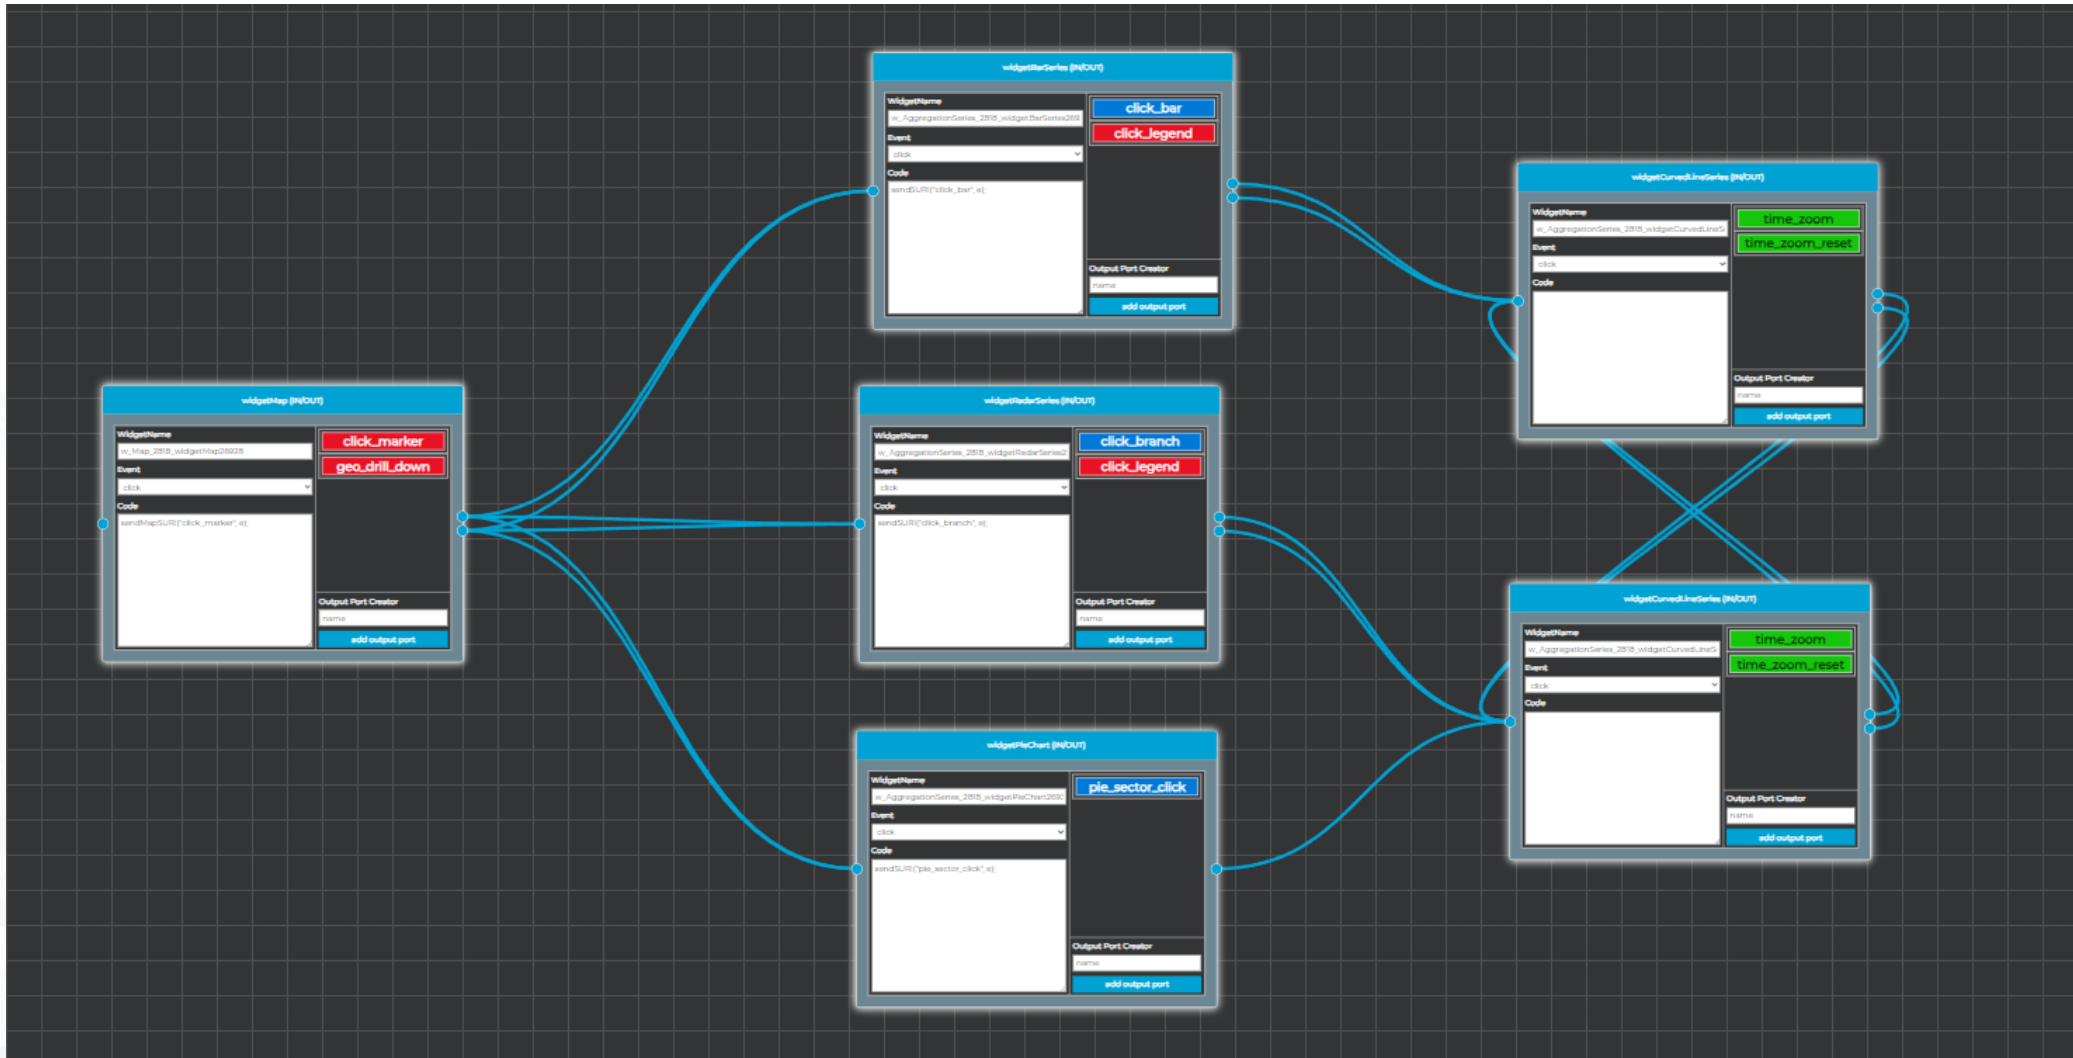 widgetBarSeries (IN/OUT)
WidgetName
w_AggregationSeries_2818_widgetBarSeries269
Event
click
Code
sendSURI("click_bar", e);
click_bar
click_legend
Output Port Creator
name
add output port
widgetCurvedLineSeries (IN/OUT)
WidgetName
w_AggregationSeries_2818_widgetCurvedLineS
Event
click
Code
time_zoom
time_zoom_reset
Output Port Creator
name
add output port
widgetMap (IN/OUT)
WidgetName
w_Map_2818_widgetMap26928
Event
click
Code
sendMapSURI("click_marker", e);
click_marker
geo_drill_down
Output Port Creator
name
add output port
widgetRadarSeries (IN/OUT)
WidgetName
w_AggregationSeries_2818_widgetRadarSeries2
Event
click
Code
sendSURI("click_branch", e);
click_branch
click_legend
Output Port Creator
name
add output port
widgetCurvedLineSeries (IN/OUT)
WidgetName
w_AggregationSeries_2818_widgetCurvedLineS
Event
click
Code
time_zoom
time_zoom_reset
Output Port Creator
name
add output port
widgetPieChart (IN/OUT)
WidgetName
w_AggregationSeries_2818_widgetPieChart2692
Event
click
Code
sendSURI("pie_sector_click", e);
pie_sector_click
Output Port Creator
name
add output port